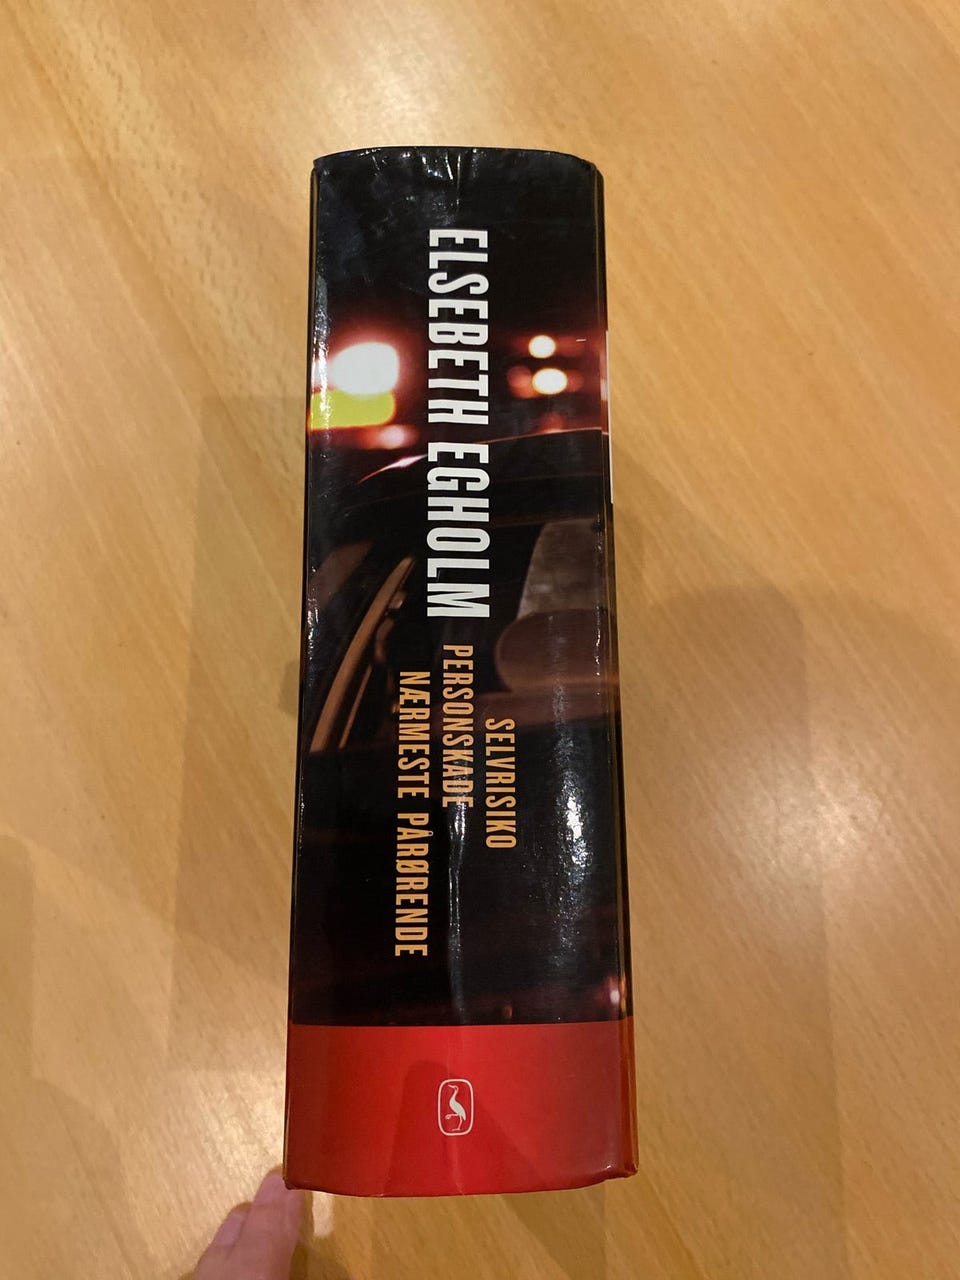 ELSEBETH EGHOLM
SELVRISIKO
PERSONSKADE
NÆRMESTE PÅRØRENDE